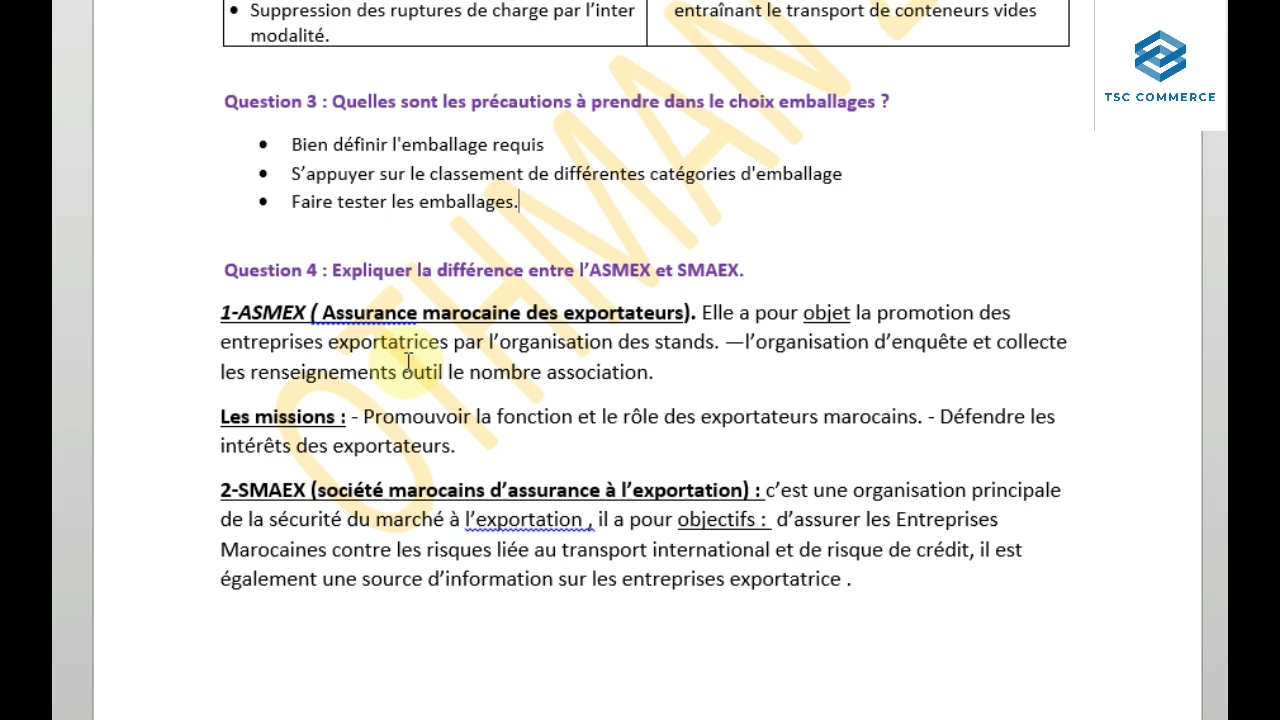 Suppression des ruptures de charge par l'inter
modalité.
entraînant le transport de conteneurs vides
TSC COMMERCE
Question 3 : Quelles sont les précautions à prendre dans le choix emballages ?
• Bien définir l'emballage requis
• S’appuyer sur le classement de différentes catégories d'emballage
• Faire tester les emballages.
Question 4 : Expliquer la différence entre l’ASMEX et SMAEX.
1-ASMEX ( Assurance marocaine des exportateurs). Elle a pour objet la promotion des
entreprises exportatrices par l’organisation des stands. —l’organisation d’enquête et collecte
les renseignements outil le nombre association.
Les missions : - Promouvoir la fonction et le rôle des exportateurs marocains. - Défendre les
intérêts des exportateurs.
2-SMAEX (société marocains d’assurance à l’exportation) : c’est une organisation principale
de la sécurité du marché à l’exportation , il a pour objectifs : d’assurer les Entreprises
Marocaines contre les risques liée au transport international et de risque de crédit, il est
également une source d’information sur les entreprises exportatrice .
OTHMAN